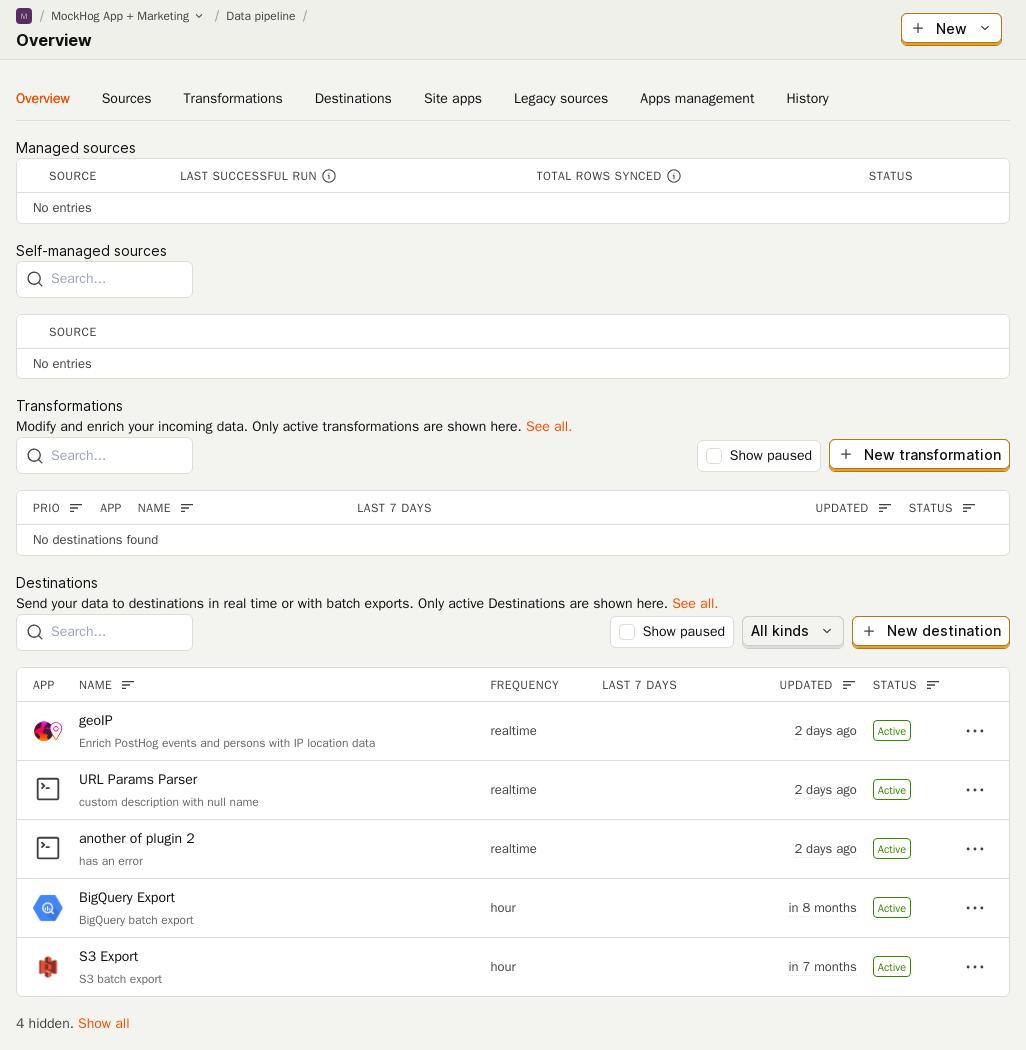 M / MockHog App + Marketing / Data pipeline /
Overview
New
Overview Sources Transformations Destinations Site apps Legacy sources Apps management History
Managed sources
SOURCE LAST SUCCESSFUL RUN TOTAL ROWS SYNCED STATUS
No entries
Self-managed sources
Search...
SOURCE
No entries
Transformations
Modify and enrich your incoming data. Only active transformations are shown here. See all.
Search... Show paused New transformation
PRIO APP NAME LAST 7 DAYS UPDATED STATUS
No destinations found
Destinations
Send your data to destinations in real time or with batch exports. Only active Destinations are shown here. See all.
Search... Show paused All kinds New destination
APP NAME FREQUENCY LAST 7 DAYS UPDATED STATUS
geoIP
Enrich PostHog events and persons with IP location data
realtime 2 days ago Active
URL Params Parser
custom description with null name
realtime 2 days ago Active
another of plugin 2
has an error
realtime 2 days ago Active
BigQuery Export
BigQuery batch export
hour in 8 months Active
S3 Export
S3 batch export
hour in 7 months Active
4 hidden. Show all